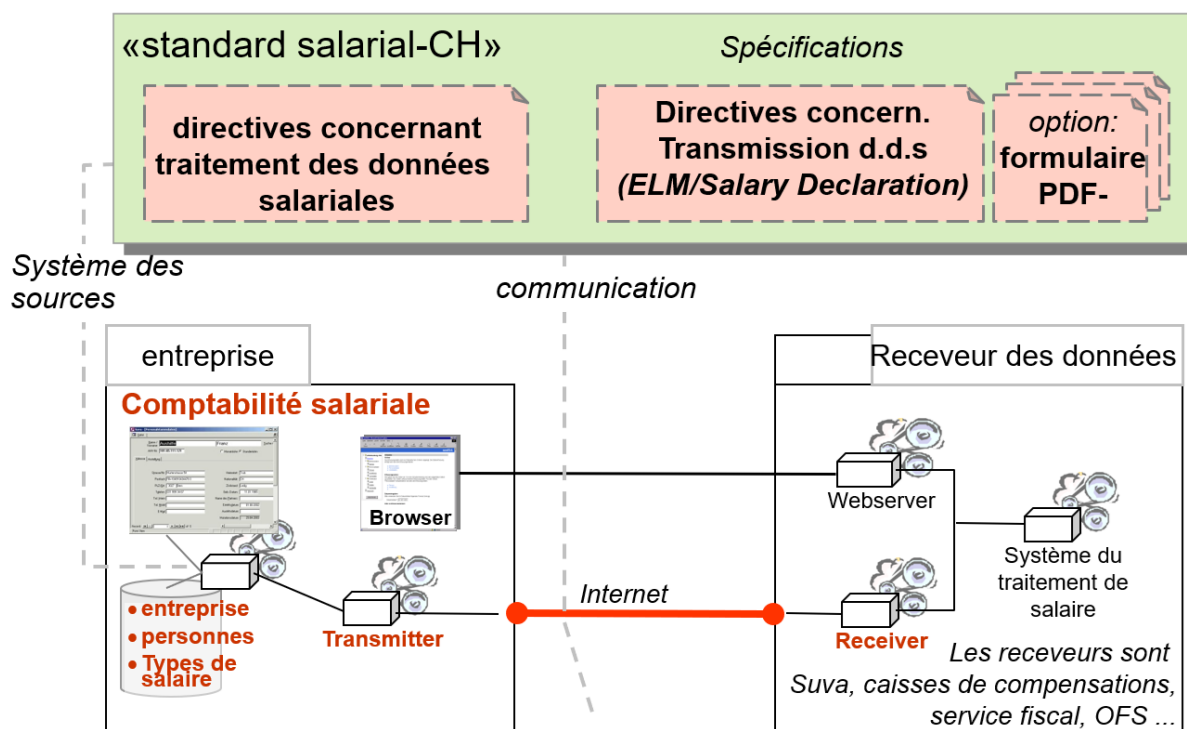 «standard salarial-CH»
Spécifications
directives concernant
traitement des données
salariales
Directives concern.
Transmission d.d.s
(ELM/Salary Declaration)
option:
formulaire
PDF-
Système des
sources
communication
entreprise
Receveur des données
Comptabilité salariale
Browser
Webserver
Système du
traitement de
salaire
• entreprise
• personnes
• Types de
salaire
Transmitter
Internet
Receiver
Les receveurs sont
Suva, caisses de compensations,
service fiscal, OFS ...